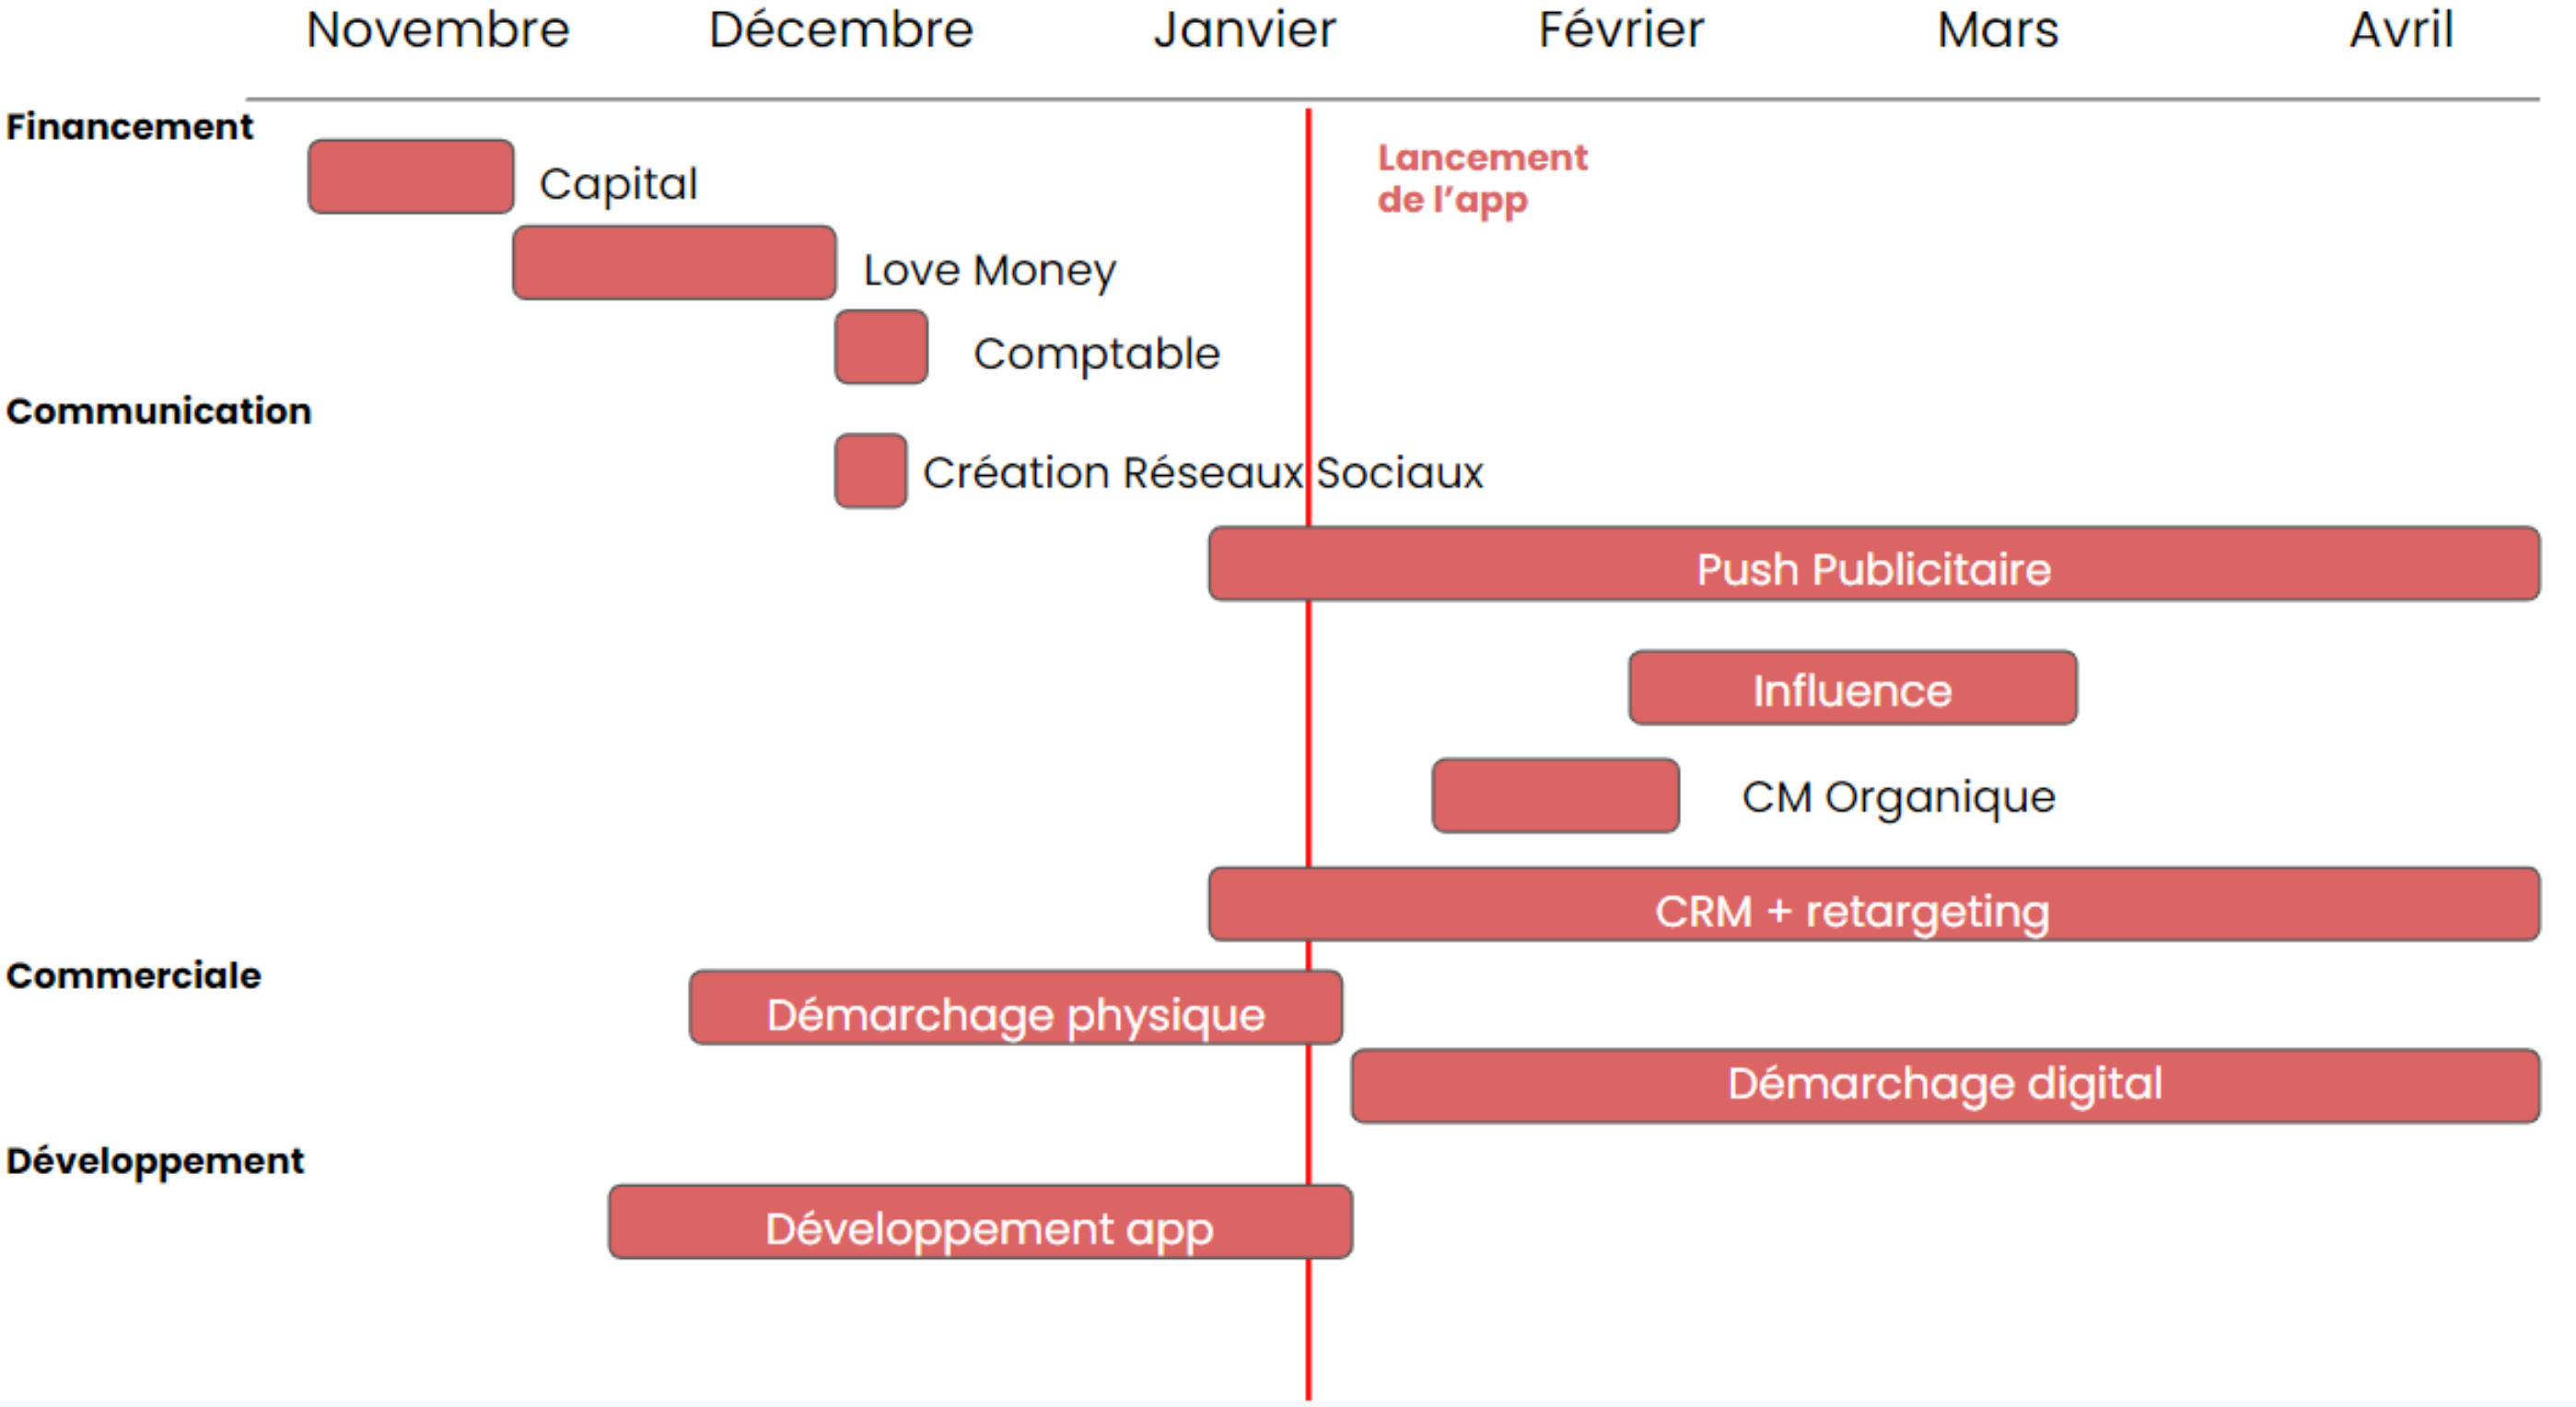 Novembre Décembre Janvier Février Mars Avril
Financement
Lancement
de l’app
Capital
Love Money
Comptable
Communication
Création Réseaux Sociaux
Push Publicitaire
Influence
CM Organique
CRM + retargeting
Commerciale
Démarchage physique
Démarchage digital
Développement
Développement app